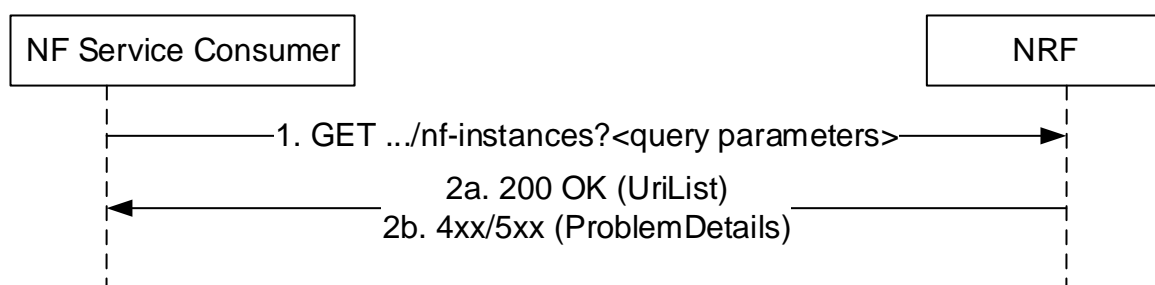 NF Service Consumer
NRF
1. GET .../nf-instances?<query parameters>
2a. 200 OK (UriList)
2b. 4xx/5xx (ProblemDetails)